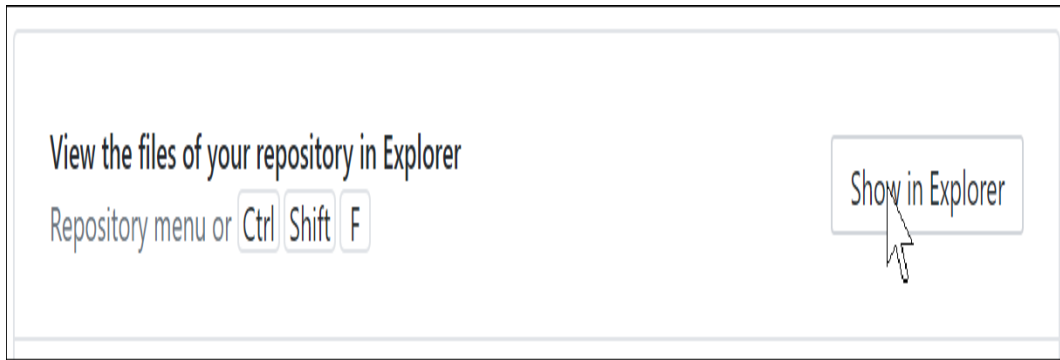 View the files of your repository in Explorer
Repository menu or Ctrl Shift F
Show in Explorer